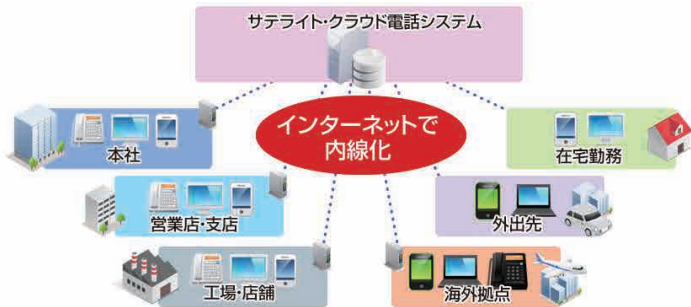 サテライト・クラウド電話システム
インターネットで
内線化
本社
在宅勤務
営業店・支店
外出先
工場・店舗
海外拠点